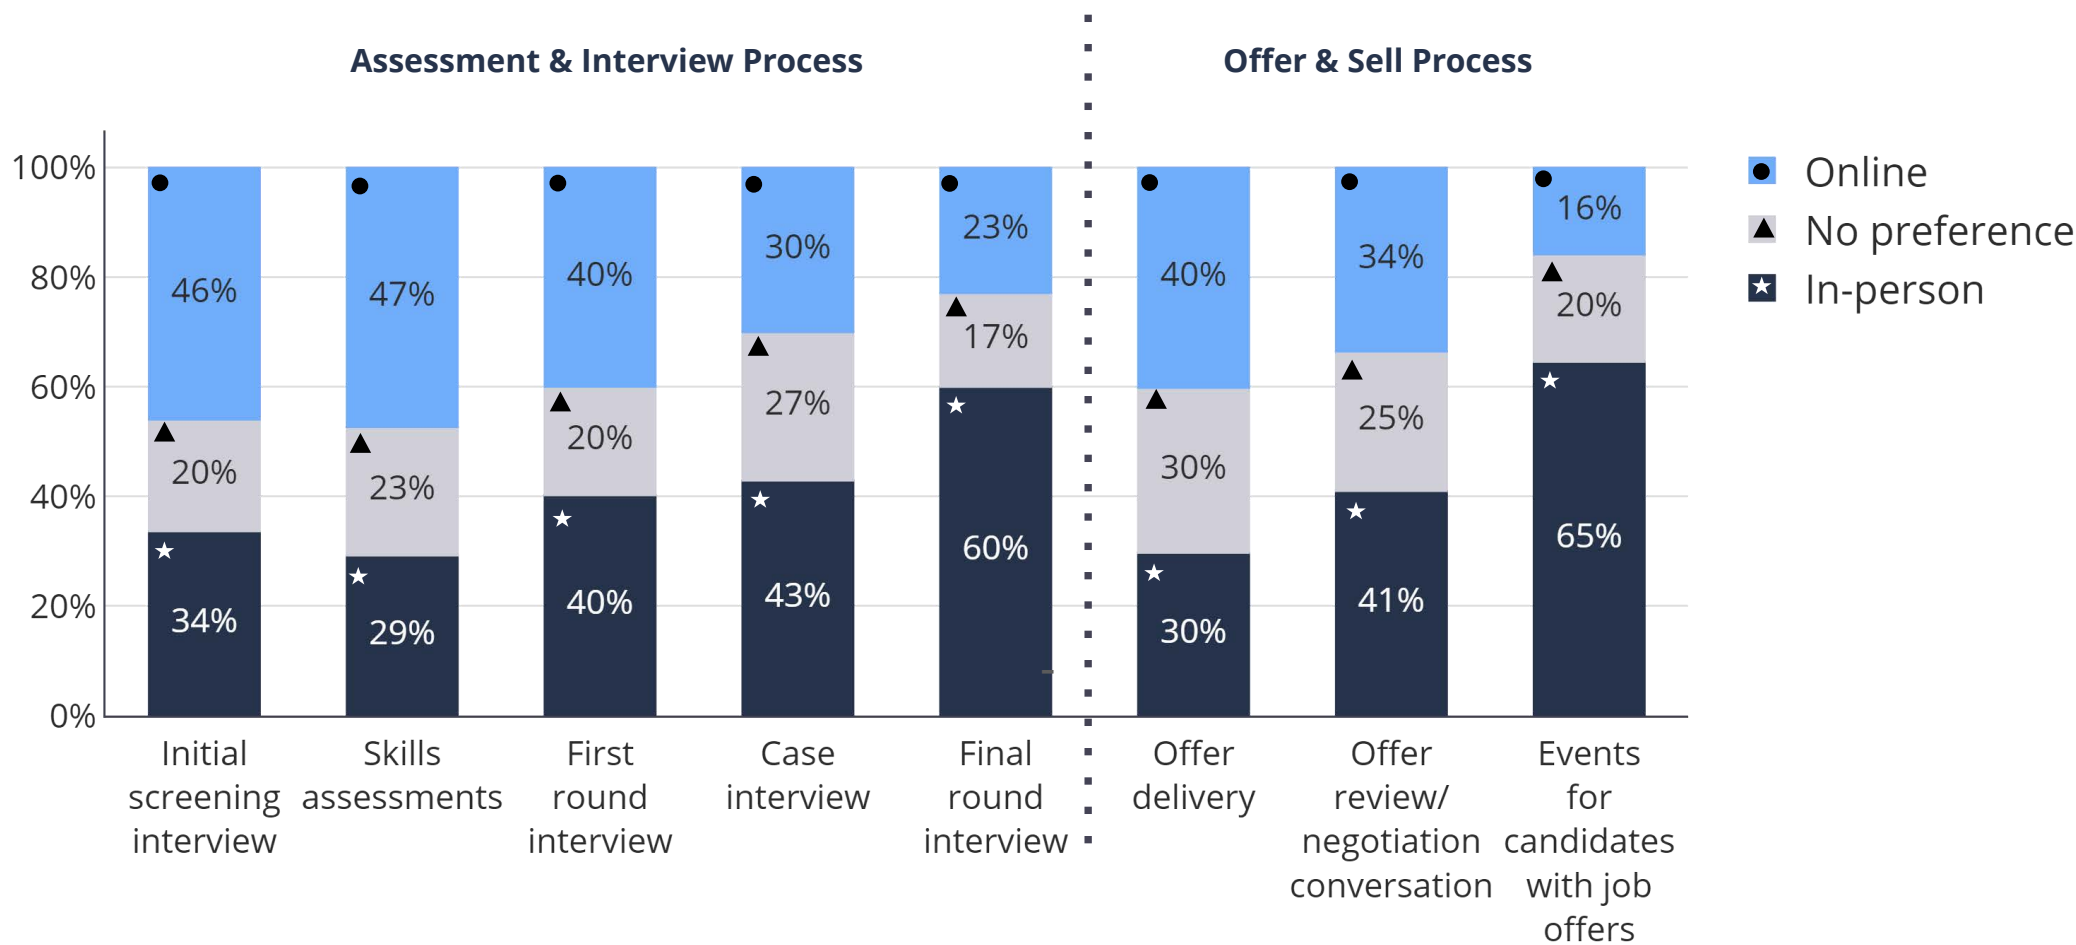 Assessment & Interview Process
Offer & Sell Process
100%
80%
60%
40%
20%
0%
46%
20%
34%
47%
23%
29%
40%
20%
40%
30%
27%
43%
23%
17%
60%
40%
30%
30%
34%
25%
41%
16%
20%
65%
Initial
screening
interview
Skills
assessments
First
round
interview
Case
interview
Final
round
interview
Offer
delivery
Offer
review/
negotiation
conversation
Events
for
candidates
with job
offers
Online
No preference
In-person